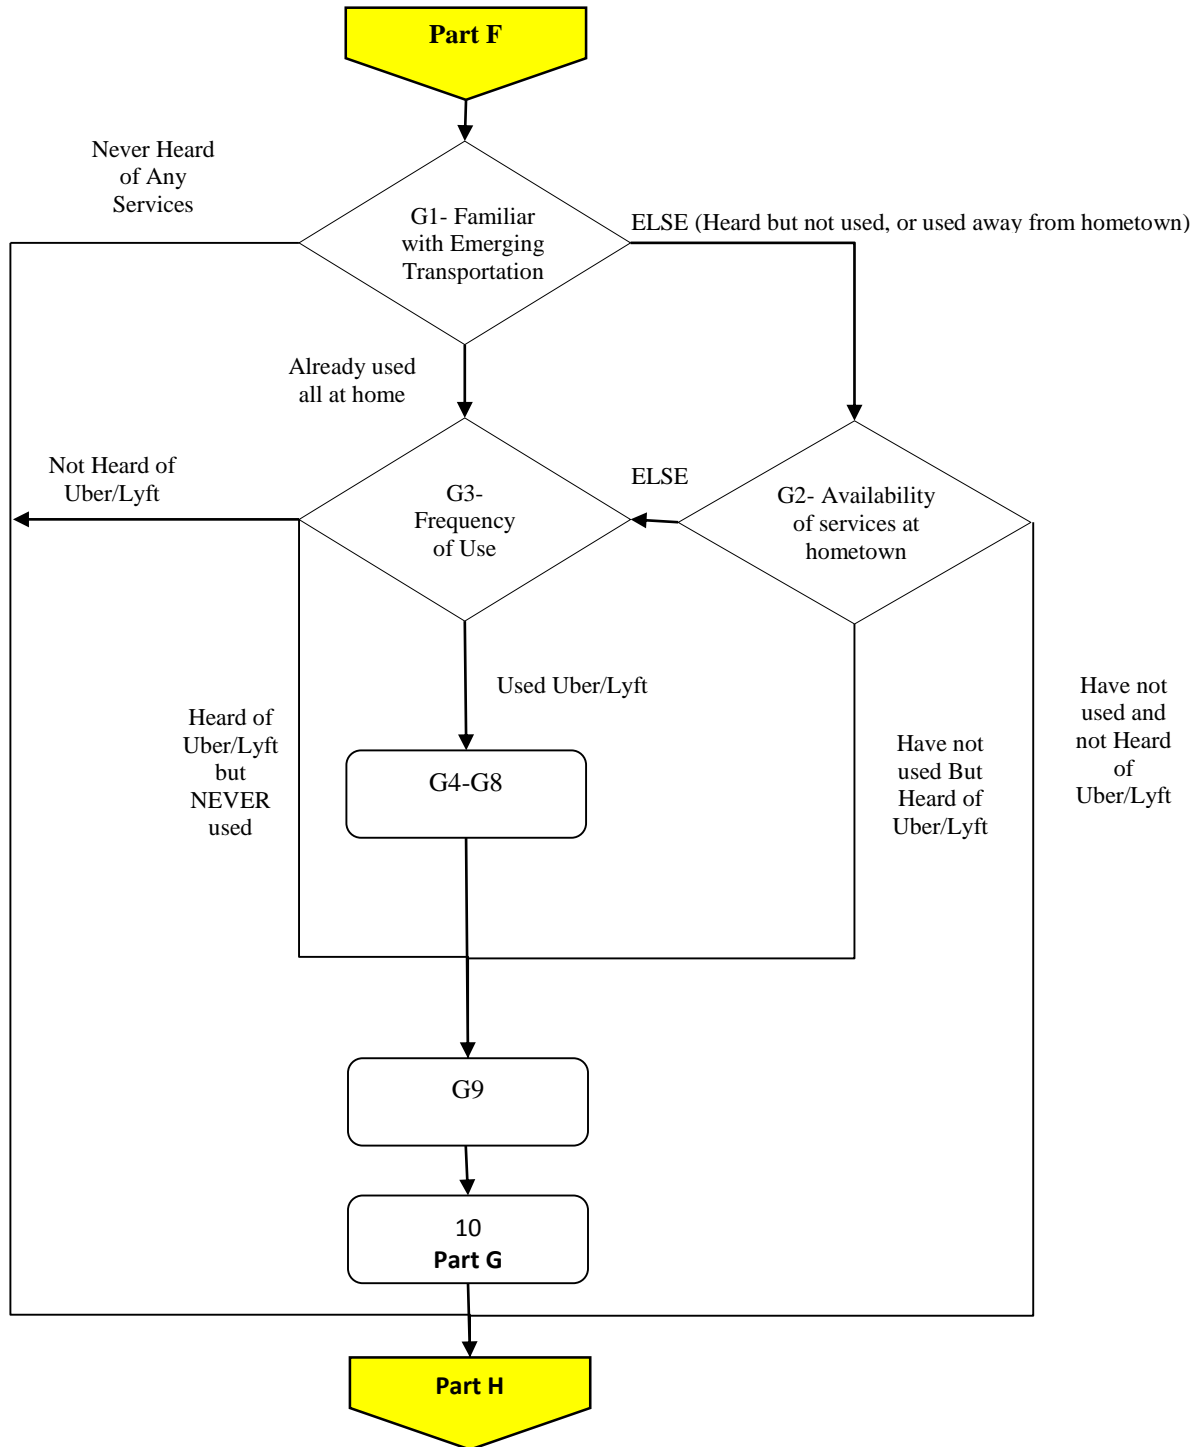 Part F
Never Heard
of Any
Services
G1- Familiar
with Emerging
Transportation
ELSE (Heard but not used, or used away from hometown)
Already used
all at home
Not Heard of
Uber/Lyft
G3-
Frequency
of Use
ELSE
G2- Availability
of services at
hometown
Used Uber/Lyft
Heard of
Uber/Lyft
but
NEVER
used
G4-G8
Have not
used But
Heard of
Uber/Lyft
Have not
used and
not Heard
of
Uber/Lyft
G9
10
Part G
Part H